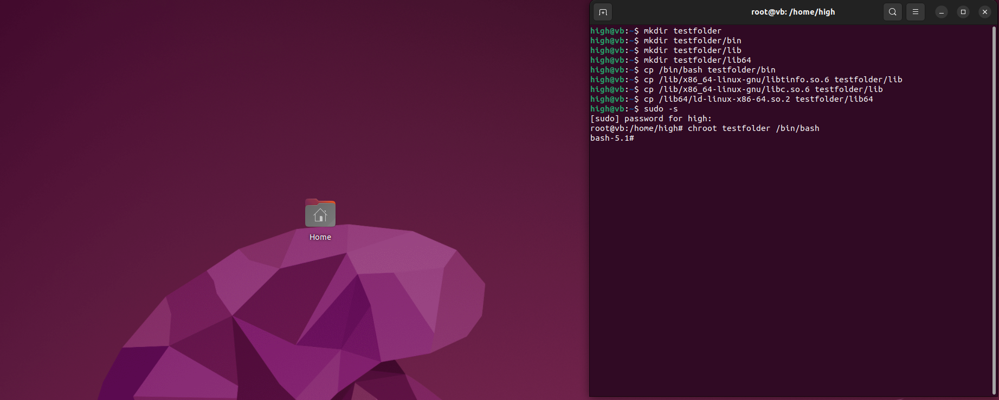 Home
root@vb: /home/high
high@vb:~$ mkdir testfolder
high@vb:~$ mkdir testfolder/bin
high@vb:~$ mkdir testfolder/lib
high@vb:~$ mkdir testfolder/lib64
high@vb:~$ cp /bin/bash testfolder/bin
high@vb:~$ cp /lib/x86_64-linux-gnu/libtinfo.so.6 testfolder/lib
high@vb:~$ cp /lib/x86_64-linux-gnu/libc.so.6 testfolder/lib
high@vb:~$ cp /lib64/ld-linux-x86-64.so.2 testfolder/lib64
high@vb:~$ sudo -s
[sudo] password for high:
root@vb:/home/high# chroot testfolder /bin/bash
bash-5.1#